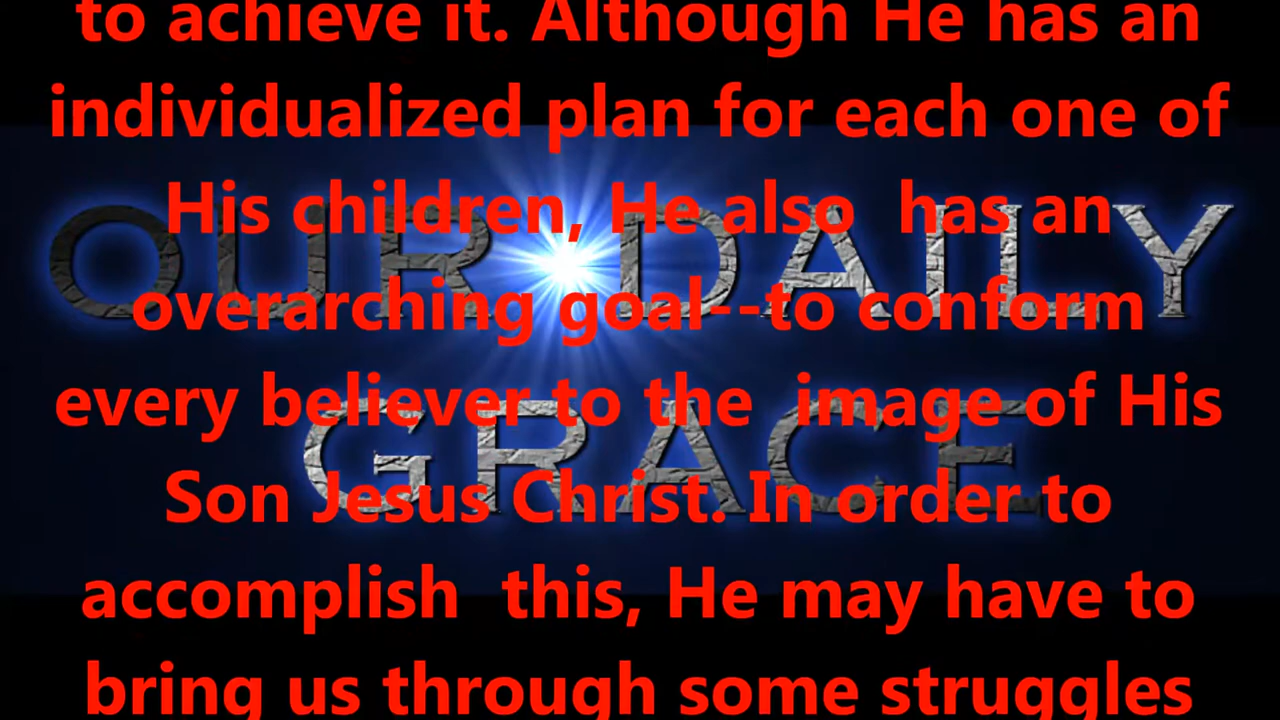 to achieve it. Although He has an
individualized plan for each one of
His children, He also  has an
OUR DAILY
overarching goal--to conform
every believer to the  image of His
GRACE
Son Jesus Christ. In order to
accomplish  this, He may have to
bring us through some struggles